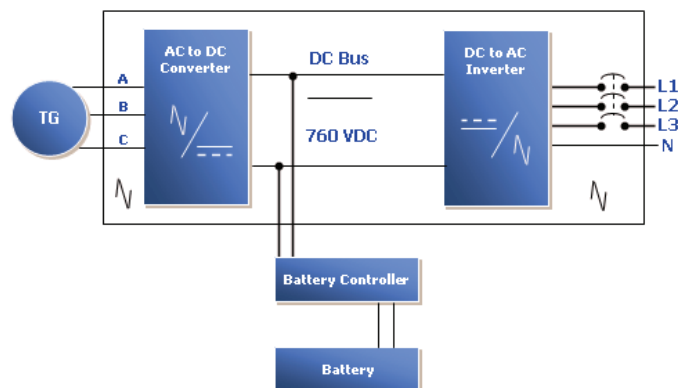 TG
A
B
C
AC to DC
Converter
DC Bus
760 VDC
DC to AC
Inverter
L1
L2
L3
N
Battery Controller
Battery